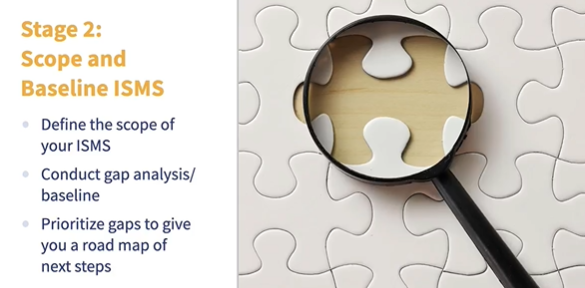 Stage 2:
Scope and
Baseline ISMS
Define the scope of
your ISMS
Conduct gap analysis/
baseline
Prioritize gaps to give
you a road map of
next steps